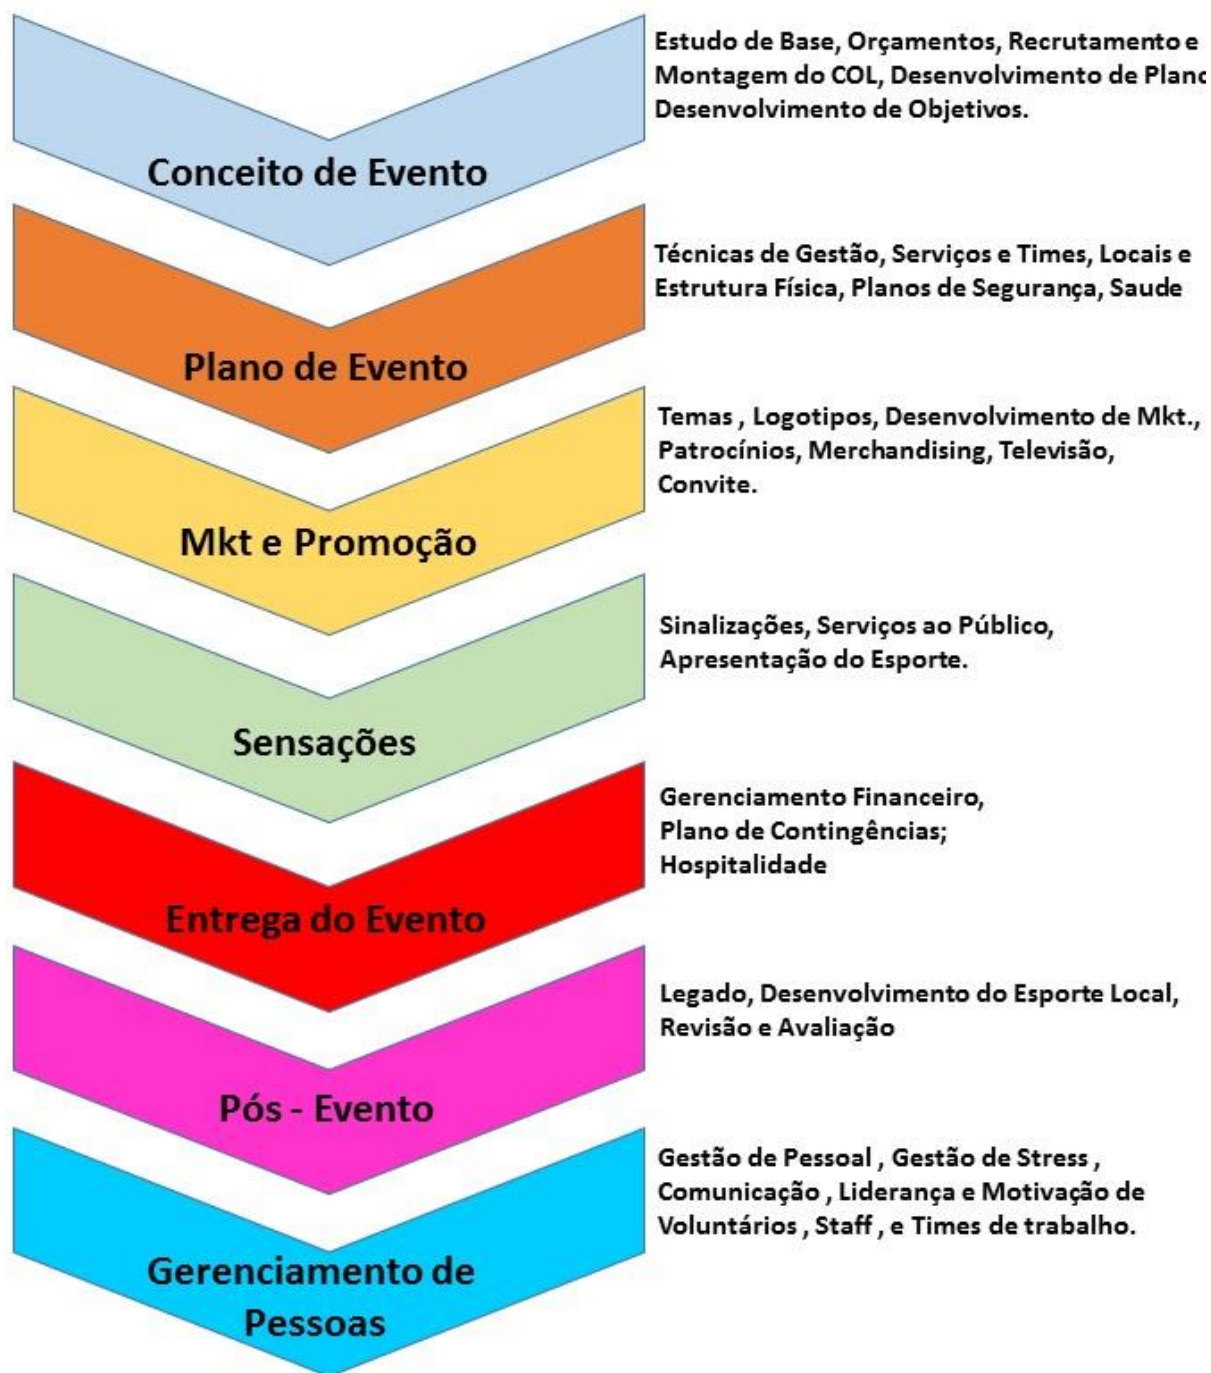 Estudo de Base, Orçamentos, Recrutamento e
Montagem do COL, Desenvolvimento de Plano
Desenvolvimento de Objetivos.
Conceito de Evento
Técnicas de Gestão, Serviços e Times, Locais e
Estrutura Física, Planos de Segurança, Saude
Plano de Evento
Temas , Logotipos, Desenvolvimento de Mkt.,
Patrocínios, Merchandising, Televisão,
Convite.
Mkt e Promoção
Sinalizações, Serviços ao Público,
Apresentação do Esporte.
Sensações
Gerenciamento Financeiro,
Plano de Contingências;
Hospitalidade
Entrega do Evento
Legado, Desenvolvimento do Esporte Local,
Revisão e Avaliação
Pós - Evento
Gestão de Pessoal , Gestão de Stress ,
Comunicação , Liderança e Motivação de
Voluntários , Staff , e Times de trabalho.
Gerenciamento de
Pessoas